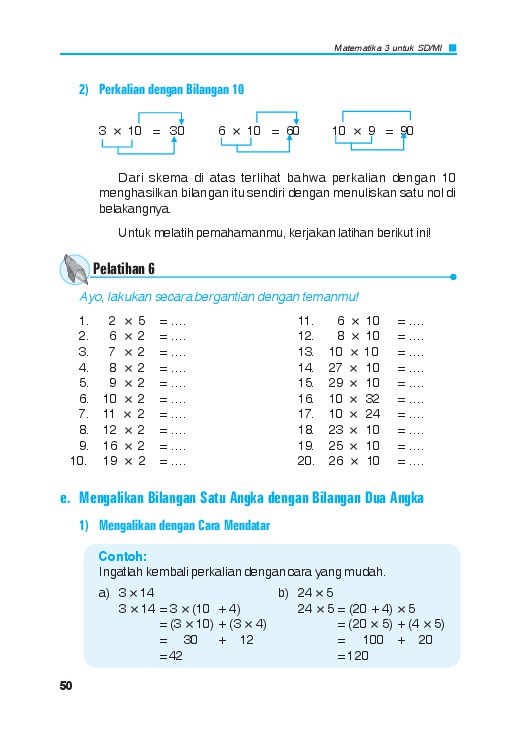 Matematika 3 untuk SD/MI
2) Perkalian dengan Bilangan 10
3 × 10 = 30 6 × 10 = 60 10 × 9 = 90
Dari skema di atas terlihat bahwa perkalian dengan 10
menghasilkan bilangan itu sendiri dengan menuliskan satu nol di
belakangnya.
Untuk melatih pemahamanmu, kerjakan latihan berikut ini!
Pelatihan 6
Ayo, lakukan secara bergantian dengan temanmu!
1. 2 × 5 = ....
2. 6 × 2 = ....
3. 7 × 2 = ....
4. 8 × 2 = ....
5. 9 × 2 = ....
6. 10 × 2 = ....
7. 11 × 2 = ....
8. 12 × 2 = ....
9. 16 × 2 = ....
10. 19 × 2 = ....
11. 6 × 10 = ....
12. 8 × 10 = ....
13. 10 × 10 = ....
14. 27 × 10 = ....
15. 29 × 10 = ....
16. 10 × 32 = ....
17. 10 × 24 = ....
18. 23 × 10 = ....
19. 25 × 10 = ....
20. 26 × 10 = ....
e. Mengalikan Bilangan Satu Angka dengan Bilangan Dua Angka
1) Mengalikan dengan Cara Mendatar
Contoh:
Ingatlah kembali perkalian dengan cara yang mudah.
a) 3 × 14
3 × 14 = 3 × (10 + 4)
= (3 × 10) + (3 × 4)
= 30 + 12
= 42
b) 24 × 5
24 × 5 = (20 + 4) × 5
= (20 × 5) + (4 × 5)
= 100 + 20
= 120
50